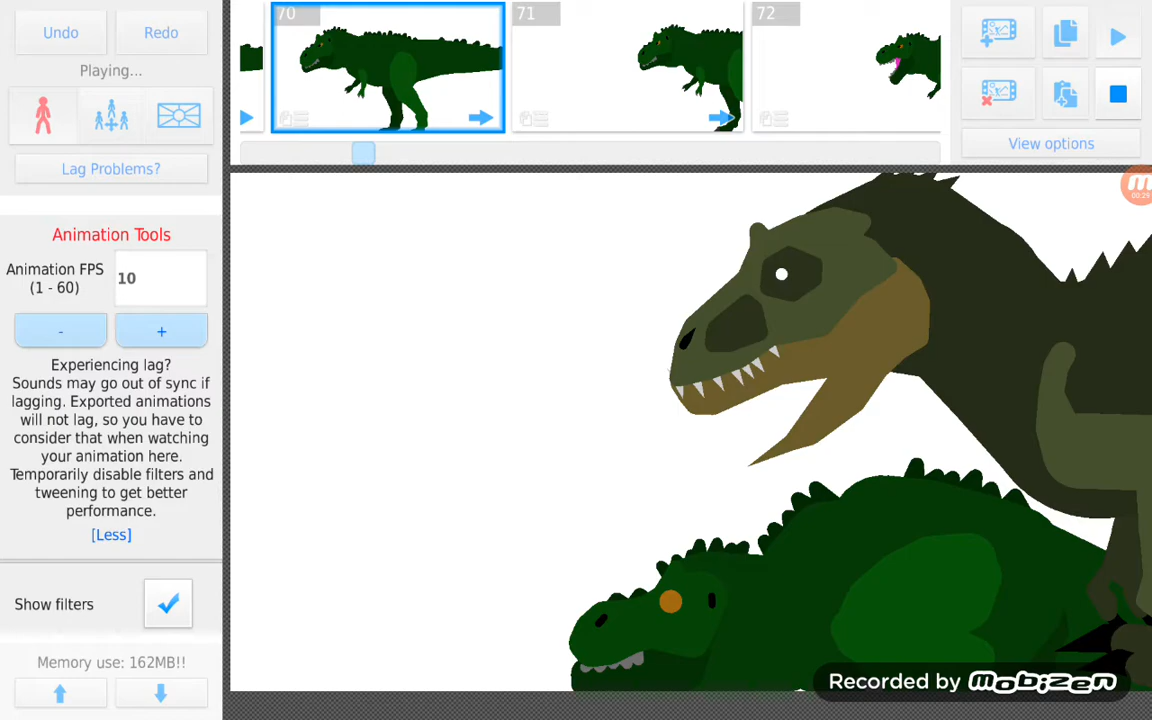 Undo
Redo
Playing...
Lag Problems?
Animation Tools
Animation FPS
(1 - 60)
10
-
+
Experiencing lag?
Sounds may go out of sync if
lagging. Exported animations
will not lag, so you have to
consider that when watching
your animation here.
Temporarily disable filters and
tweening to get better
performance.
[Less]
Show filters
Memory use: 162MB!!
70
71
72
View options
00:29
Recorded by mobizen